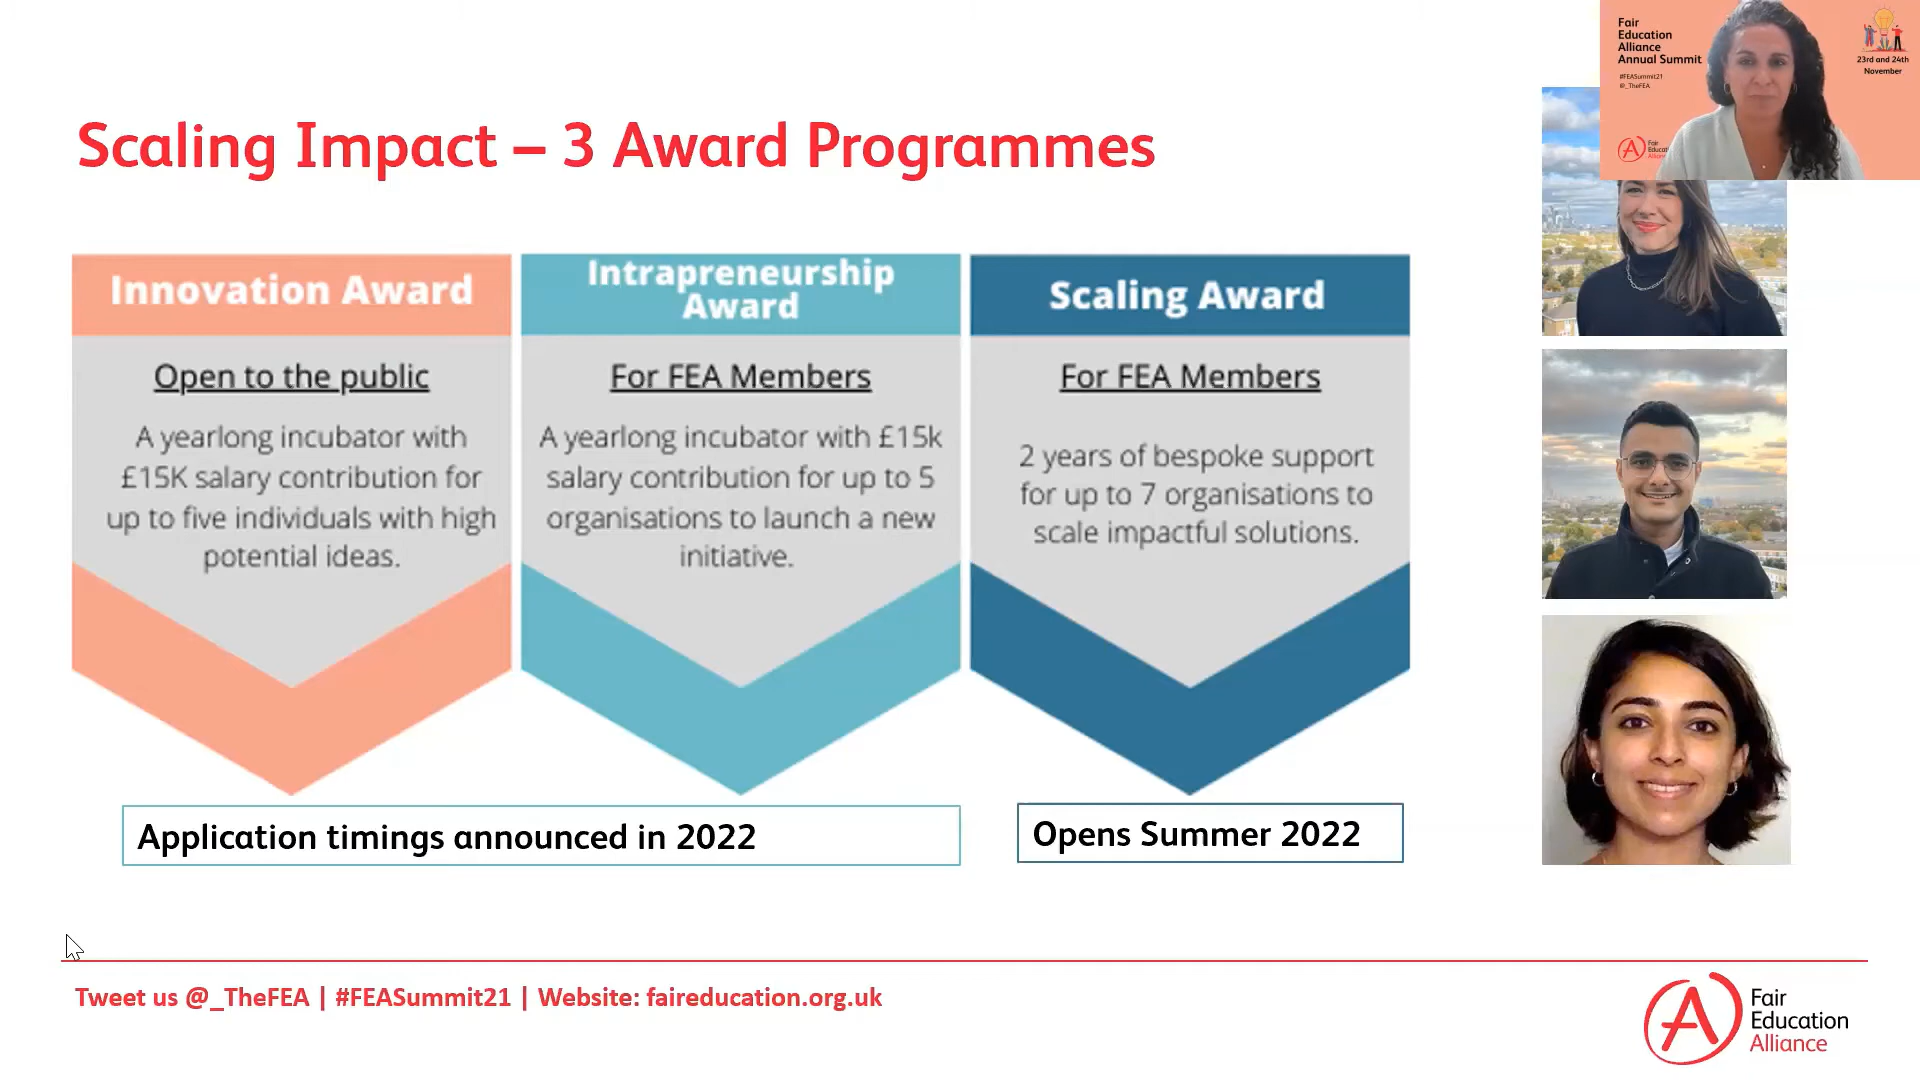 Scaling Impact – 3 Award Programmes
Innovation Award
Open to the public
A yearlong incubator with
£15K salary contribution for
up to five individuals with high
potential ideas.
Intrapreneurship
Award
For FEA Members
A yearlong incubator with £15k
salary contribution for up to 5
organisations to launch a new
initiative.
Scaling Award
For FEA Members
2 years of bespoke support
for up to 7 organisations to
scale impactful solutions.
Application timings announced in 2022
Opens Summer 2022
Fair
Education
Alliance
Annual Summit
#FEASummit21
@_TheFEA
23rd and 24th
November
Fair
Tweet us @_TheFEA | #FEASummit21 | Website: faireducation.org.uk
Fair
Education
Alliance